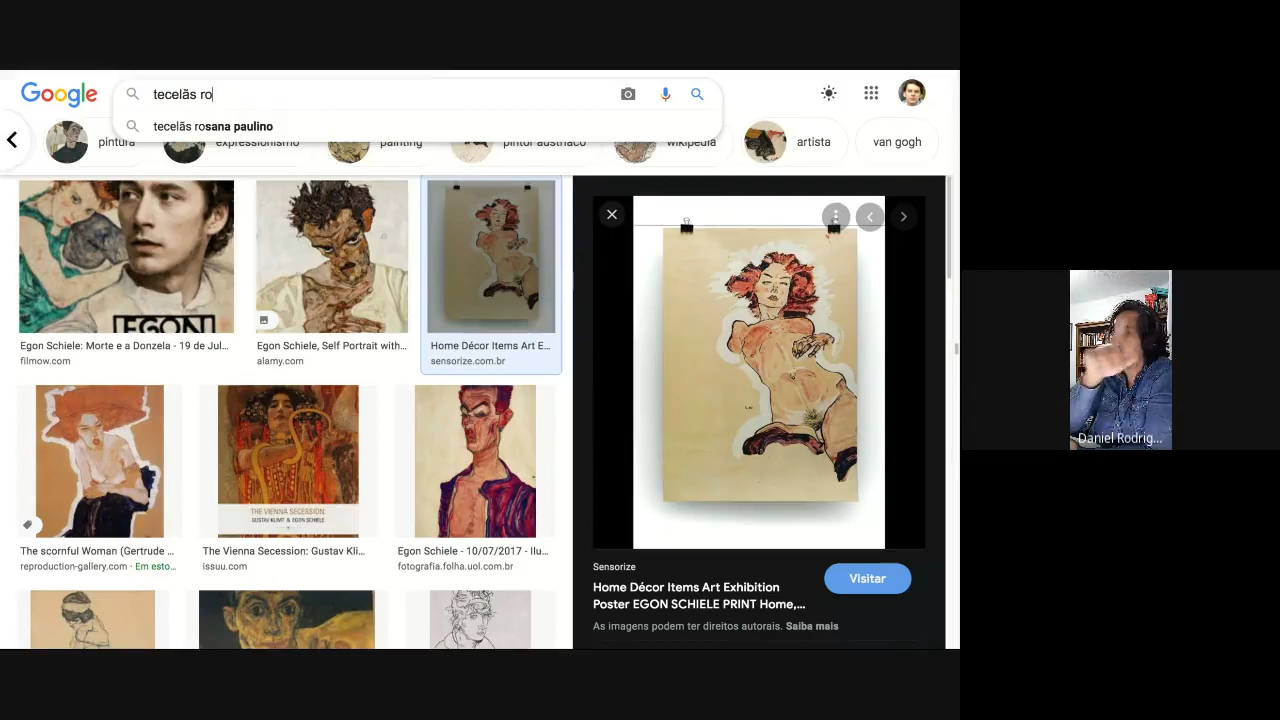 Google
tecelãs ro
tecelãs rosana paulino
pintura
expressionismo
painting
pintor austríaco
wikipedia
artista
van gogh
EGON
Egon Schiele: Morte e a Donzela - 19 de Jul...
filmow.com
Egon Schiele, Self Portrait with...
alamy.com
Home Décor Items Art E...
sensorize.com.br
THE VIENNA SECESSION:
GUSTAV KLIMT & EGON SCHIELE
The scornful Woman (Gertrude ...
reproduction-gallery.com · Em esto...
The Vienna Secession: Gustav Kli...
issuu.com
Egon Schiele - 10/07/2017 - Ilu...
fotografia.folha.uol.com.br
Sensorize
Home Décor Items Art Exhibition
Poster EGON SCHIELE PRINT Home,...
Visitar
As imagens podem ter direitos autorais. Saiba mais
Daniel Rodrig...